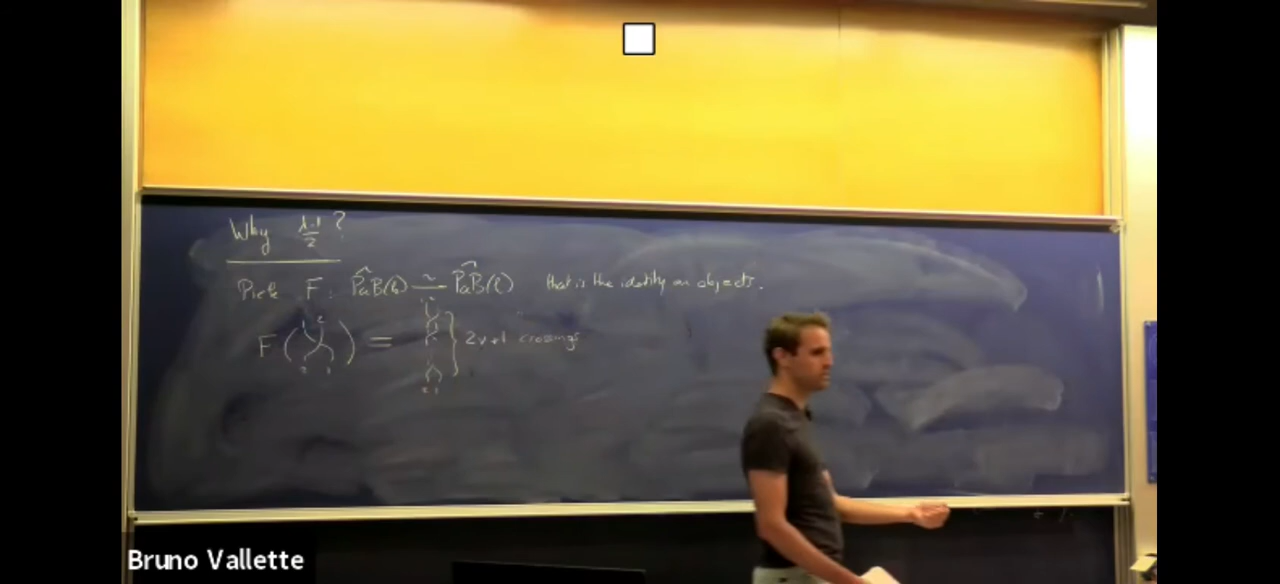 Why λ-1/2 ?
Pick F: PaB(k) ~ PaB(k) that is the identity on objects.
F( ) = } 2ν+1 crossings
Bruno Vallette